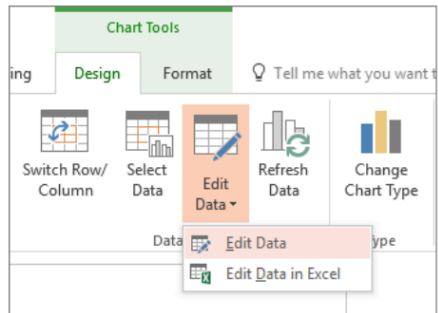 Chart Tools
ing Design Format Tell me what you want t
Switch Row/
Column
Select
Data
Edit
Data
Refresh
Data
Change
Chart Type
Data
ype
Edit Data
Edit Data in Excel